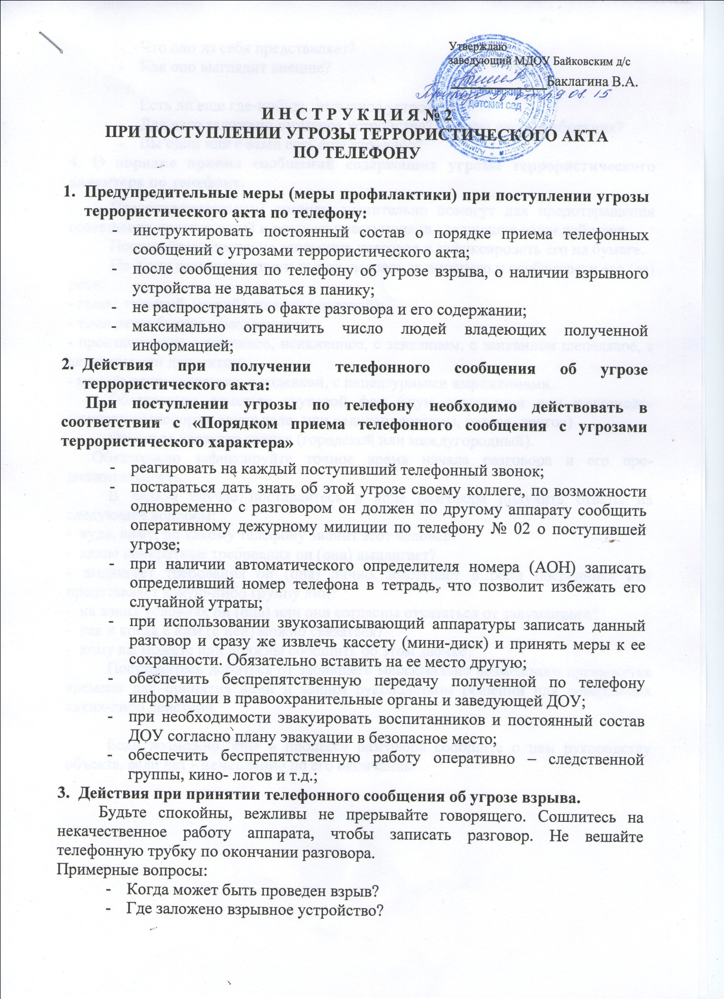 Утверждаю
заведующий МДОУ Байковским д/с
Баклагина В.А.
Приказ 36 от 29 08. 15
Байковский
детский сад
И Н С Т Р У К Ц И Я № 2
ПРИ ПОСТУПЛЕНИИ УГРОЗЫ ТЕРРОРИСТИЧЕСКОГО АКТА
ПО ТЕЛЕФОНУ
1. Предупредительные меры (меры профилактики) при поступлении угрозы
террористического акта по телефону:
- инструктировать постоянный состав о порядке приема телефонных
сообщений с угрозами террористического акта;
- после сообщения по телефону об угрозе взрыва, о наличии взрывного
устройства не вдаваться в панику;
- не распространять о факте разговора и его содержании;
- максимально ограничить число людей владеющих полученной
информацией;
2. Действия при получении телефонного сообщения об угрозе
террористического акта:
При поступлении угрозы по телефону необходимо действовать в
соответствии с «Порядком приема телефонного сообщения с угрозами
террористического характера»
- реагировать на каждый поступивший телефонный звонок;
- постараться дать знать об этой угрозе своему коллеге, по возможности
одновременно с разговором он должен по другому аппарату сообщить
оперативному дежурному милиции по телефону № 02 о поступившей
угрозе;
- при наличии автоматического определителя номера (АОН) записать
определивший номер телефона в тетрадь, что позволит избежать его
случайной утраты;
- при использовании звукозаписывающий аппаратуры записать данный
разговор и сразу же извлечь кассету (мини-диск) и принять меры к ее
сохранности. Обязательно вставить на ее место другую;
- обеспечить беспрепятственную передачу полученной по телефону
информации в правоохранительные органы и заведующей ДОУ;
- при необходимости эвакуировать воспитанников и постоянный состав
ДОУ согласно плану эвакуации в безопасное место;
- обеспечить беспрепятственную работу оперативно – следственной
группы, кино- логов и т.д.;
3. Действия при принятии телефонного сообщения об угрозе взрыва.
Будьте спокойны, вежливы не прерывайте говорящего. Сошлитесь на
некачественное работу аппарата, чтобы записать разговор. Не вешайте
телефонную трубку по окончании разговора.
Примерные вопросы:
- Когда может быть проведен взрыв?
- Где заложено взрывное устройство?